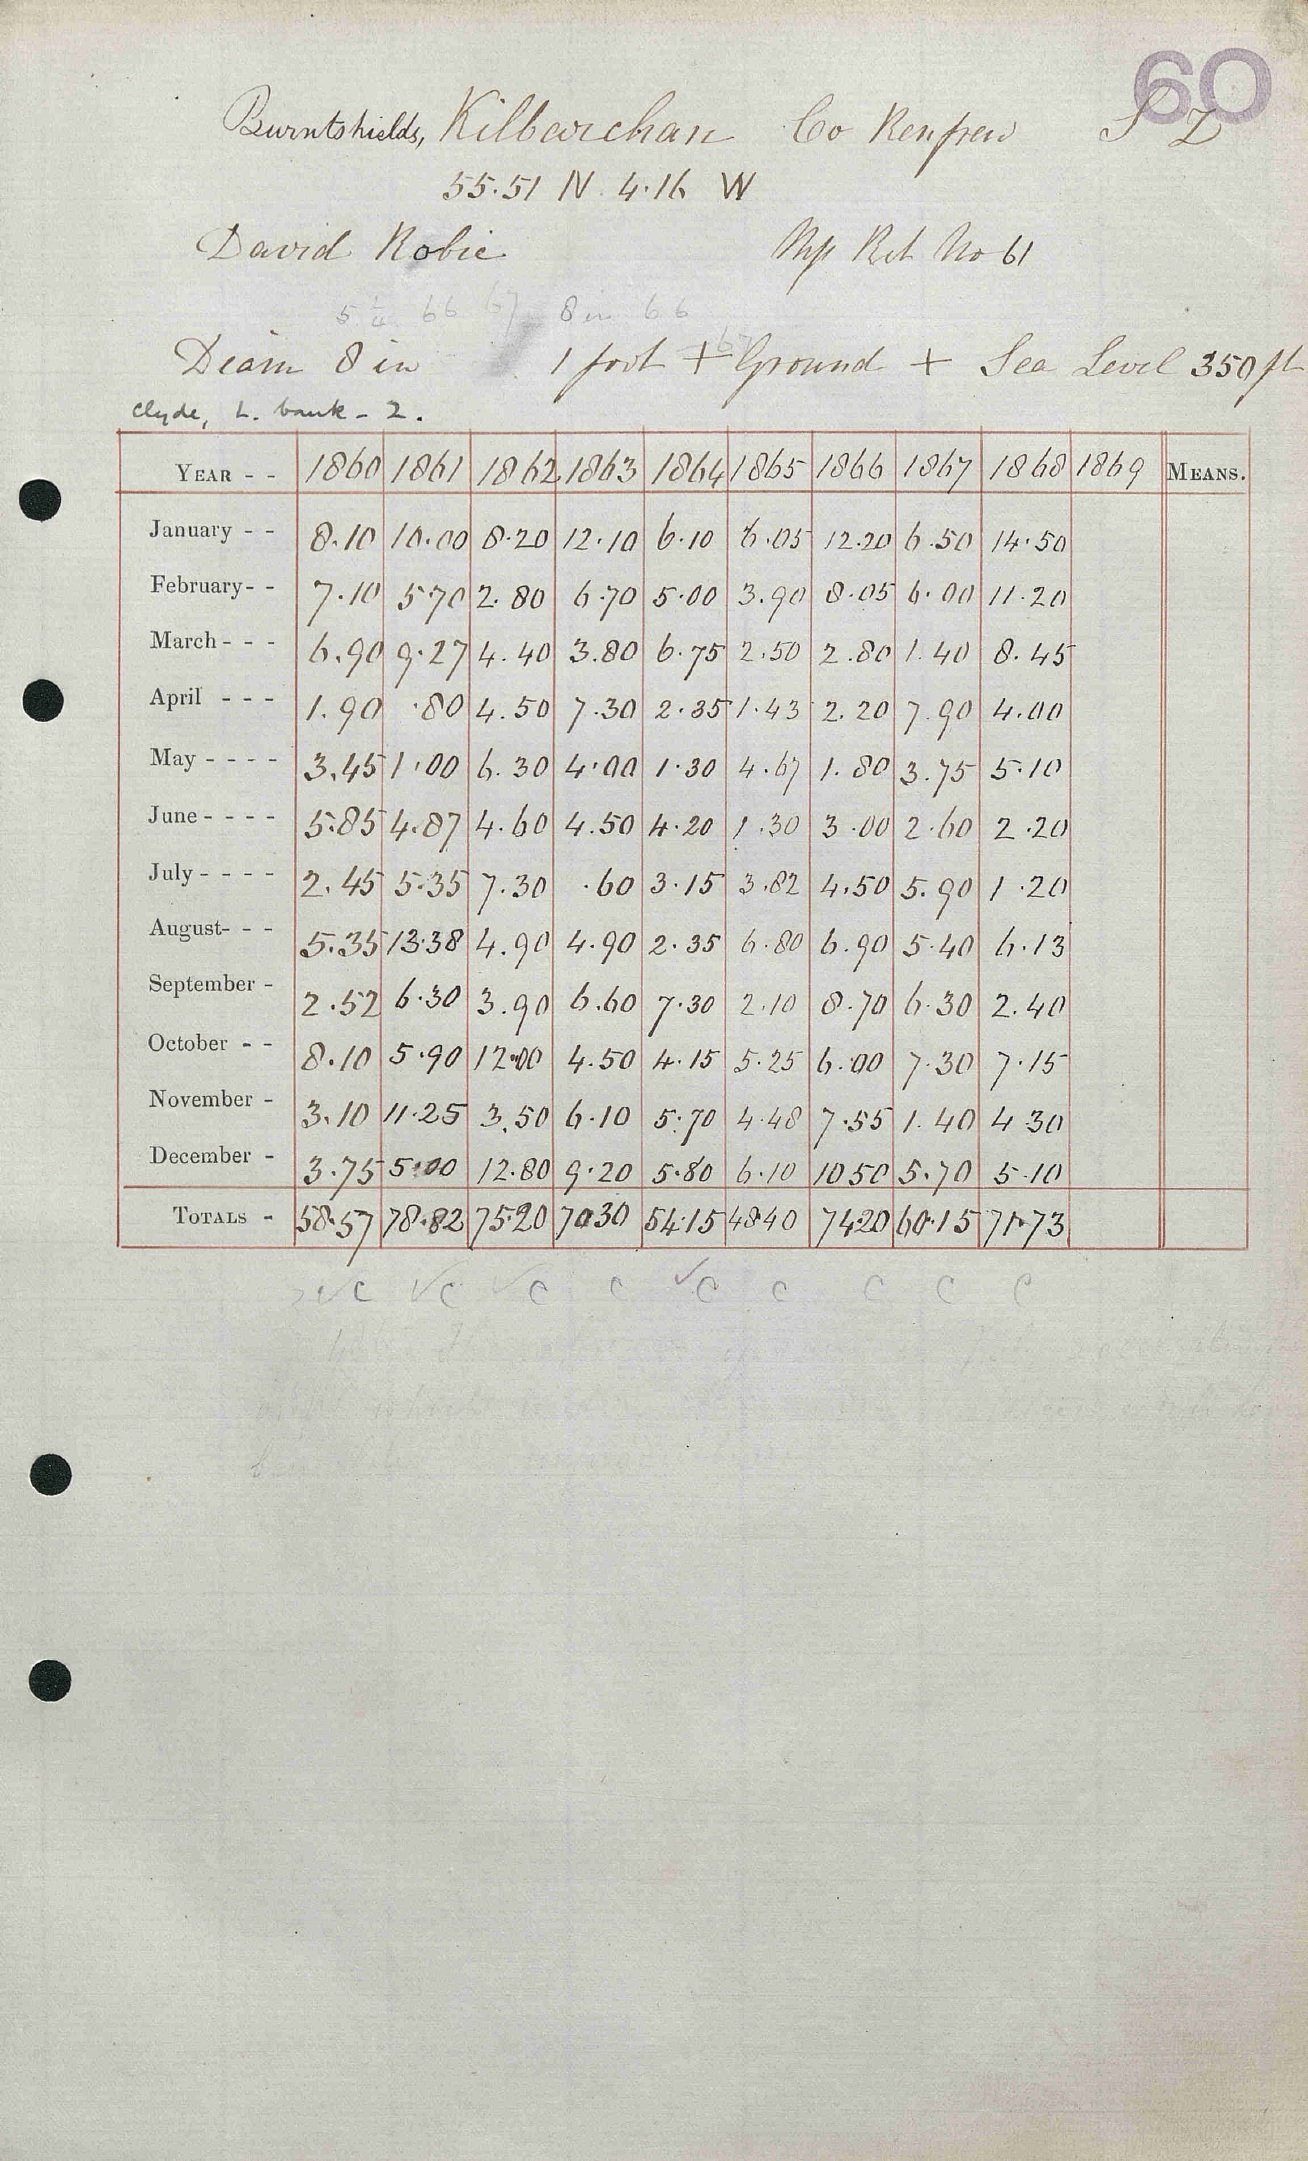 60
Burntshields, Kilbarchan Co Renfrew S Z
55.51 N 4.16 W
David Robie Ret No 61
5 1/4 66 67 8 in 66
67
Diam 8 in 1 foot + Ground + Sea Level 350 ft
Clyde, L. bank - 2.
YEAR - - 1860 1861 1862 1863 1864 1865 1866 1867 1868 1869 MEANS.
January - - 8.10 10.00 8.20 12.10 6.10 6.05 12.20 6.50 14.50
February - - 7.10 5.70 2.80 6.70 5.00 3.90 8.05 6.00 11.20
March - - - 6.90 9.27 4.40 3.80 6.75 2.50 2.80 1.40 8.45
April - - - 1.90 .80 4.50 7.30 2.35 1.43 2.20 7.90 4.00
May - - - - 3.45 1.00 6.30 4.00 1.30 4.67 1.80 3.75 5.10
June - - - - 5.85 4.87 4.60 4.50 4.20 1.30 3.00 2.60 2.20
July - - - - 2.45 5.35 7.30 .60 3.15 3.82 4.50 5.90 1.20
August - - - 5.35 13.38 4.90 4.90 2.35 6.80 6.90 5.40 6.13
September - 2.52 6.30 3.90 6.60 7.30 2.10 8.70 6.30 2.40
October - - 8.10 5.90 12.00 4.50 4.15 5.25 6.00 7.30 7.15
November - 3.10 11.25 3.50 6.10 5.70 4.48 7.55 1.40 4.30
December - 3.75 5.00 12.80 9.20 5.80 6.10 10.50 5.70 5.10
TOTALS - 58.57 78.82 75.20 70.30 54.15 48.40 74.20 60.15 71.73
✓C ✓C ✓C C ✓C C C C C